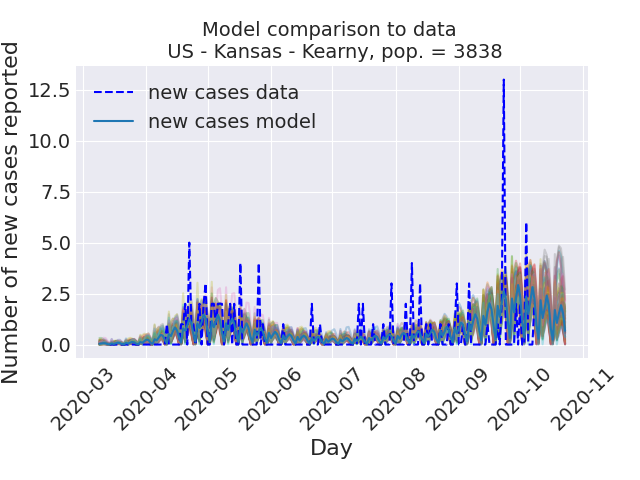 Model comparison to data
US - Kansas - Kearny, pop. = 3838
Number of new cases reported
12.5
10.0
7.5
5.0
2.5
0.0
new cases data
new cases model
2020-03
2020-04
2020-05
2020-06
2020-07
2020-08
2020-09
2020-10
2020-11
Day